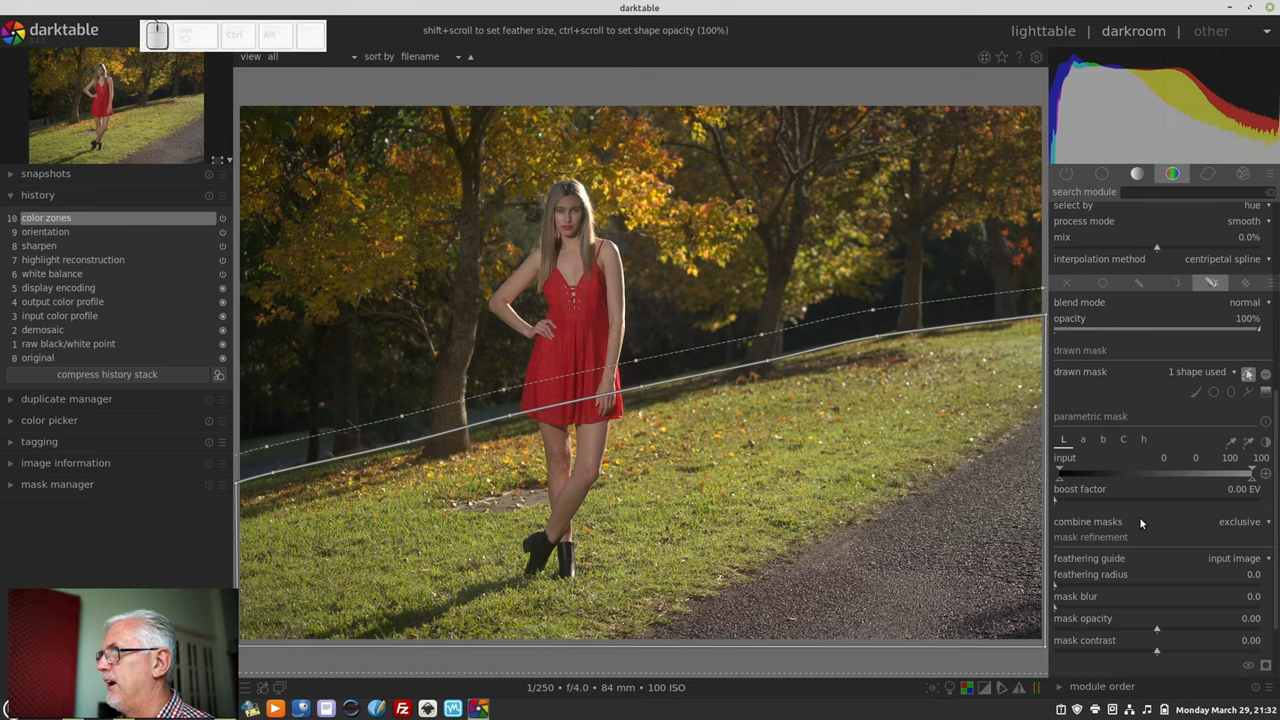 darktable
darktable
Ctrl Alt
shift+scroll to set feather size, ctrl+scroll to set shape opacity (100%)
lighttable | darkroom | other
view all sort by filename
snapshots
history
10 color zones
9 orientation
8 sharpen
7 highlight reconstruction
6 white balance
5 display encoding
4 output color profile
3 input color profile
2 demosaic
1 raw black/white point
0 original
compress history stack
duplicate manager
color picker
tagging
image information
mask manager
search module
select by hue
process mode smooth
mix 0.0%
interpolation method centripetal spline
blend mode normal
opacity 100%
drawn mask
drawn mask 1 shape used
parametric mask
L a b C h
input 0 0 100 100
boost factor 0.00 EV
combine masks exclusive
mask refinement
feathering guide input image
feathering radius 0.0
mask blur 0.0
mask opacity 0.00
mask contrast 0.00
module order
1/250 • f/4.0 • 84 mm • 100 ISO
Monday March 29, 21:32